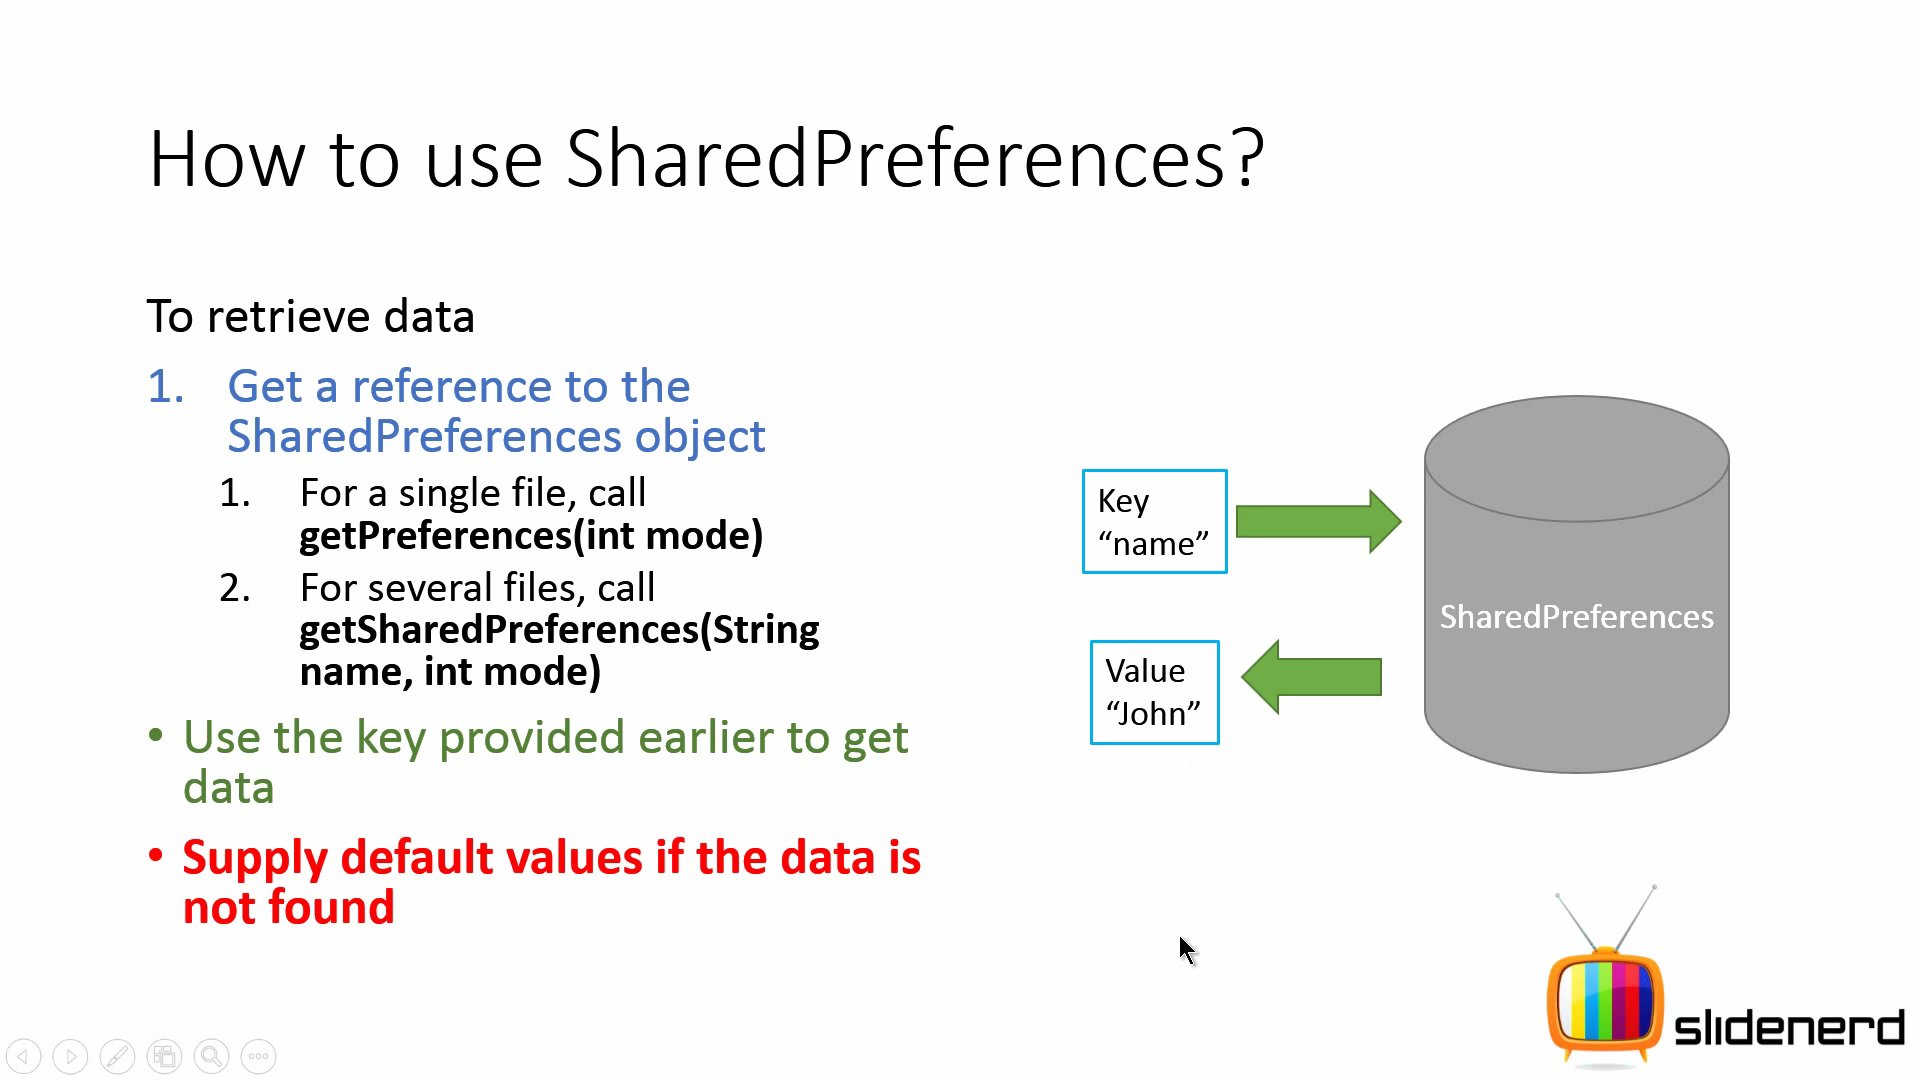 How to use SharedPreferences?
To retrieve data
1. Get a reference to the
SharedPreferences object
1. For a single file, call
getPreferences(int mode)
2. For several files, call
getSharedPreferences(String
name, int mode)
• Use the key provided earlier to get
data
• Supply default values if the data is
not found
Key
“name”
Value
“John”
SharedPreferences
slidenerd